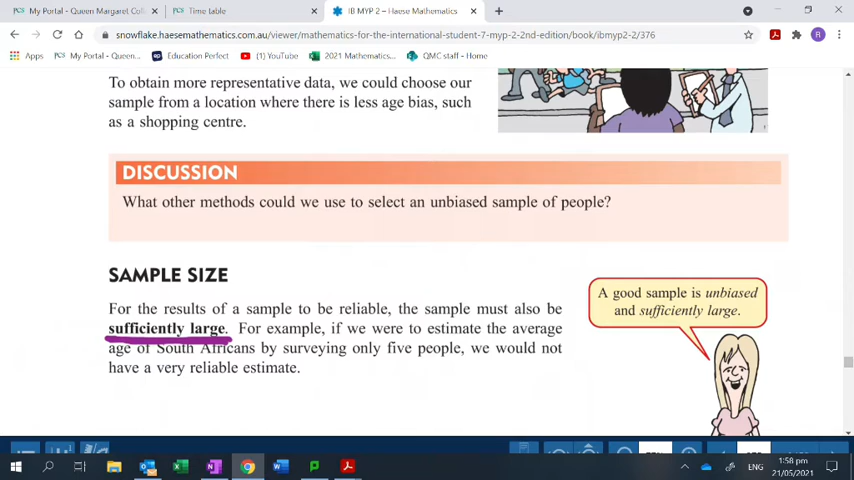 My Portal - Queen Margaret Coll
Time table
IB MYP 2 – Haese Mathematics
snowflake.haesemathematics.com.au/viewer/mathematics-for-the-international-student-7-myp-2-2nd-edition/book/ibmyp2-2/376
R
Apps
My Portal - Queen...
Education Perfect
(1) YouTube
2021 Mathematics...
QMC staff - Home
To obtain more representative data, we could choose our
sample from a location where there is less age bias, such
as a shopping centre.
DISCUSSION
What other methods could we use to select an unbiased sample of people?
SAMPLE SIZE
For the results of a sample to be reliable, the sample must also be
sufficiently large. For example, if we were to estimate the average
age of South Africans by surveying only five people, we would not
have a very reliable estimate.
A good sample is unbiased
and sufficiently large.
ENG
1:58 pm
21/05/2021